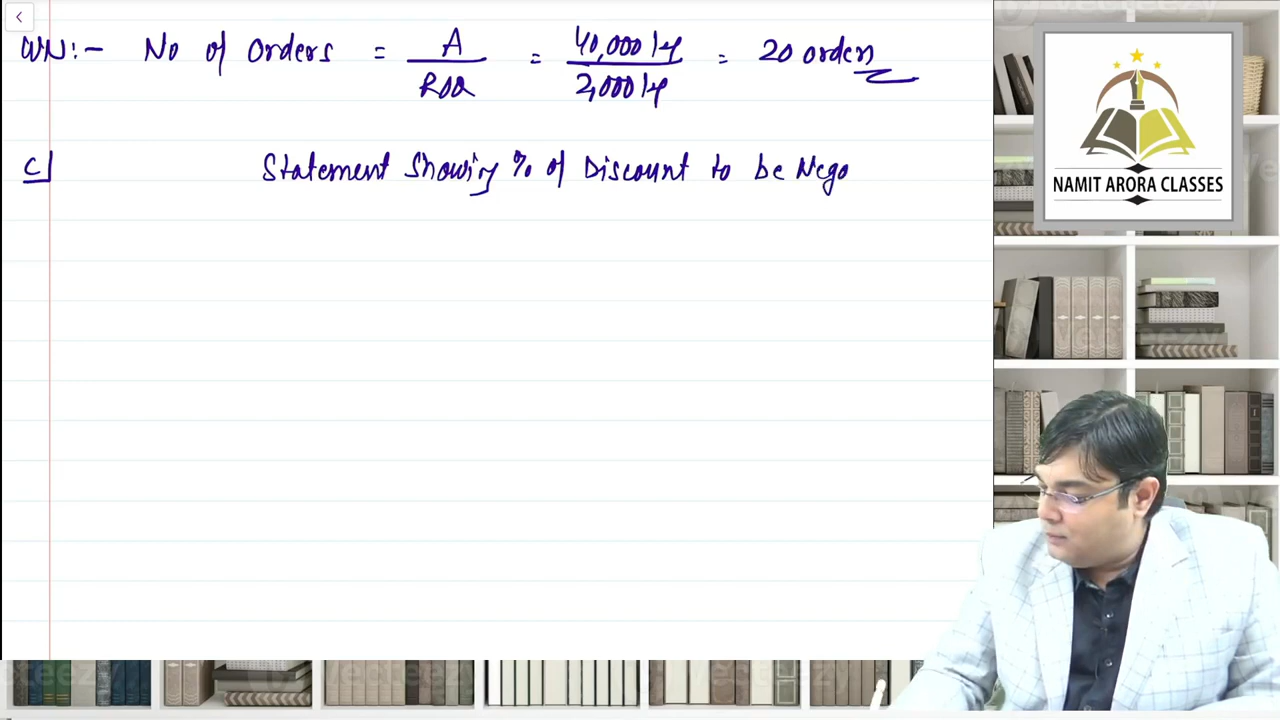 WN:- No of Orders = A / ROQ = 40,000 kg / 2,000 kg = 20 orders
C] Statement Showing % of Discount to be Nego
NAMIT ARORA CLASSES